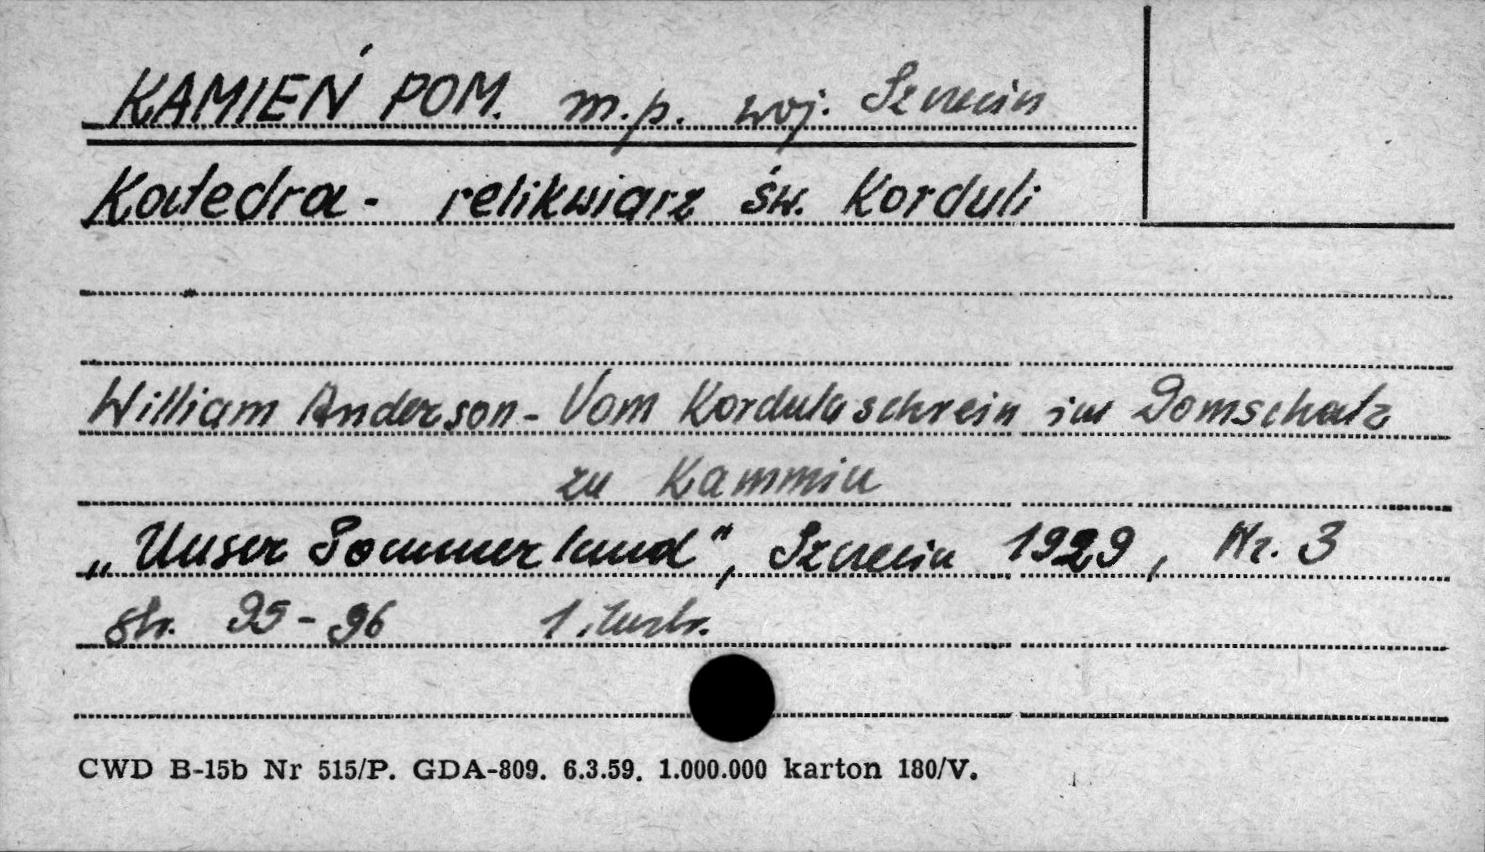 KAMIEŃ POM. m.p. woj. Szczecin
Katedra - relikwiarz św. Korduli
William Anderson - Vom Kordulaschrein im Domschatz
zu Kammin
„Unser Pommerland", Szczecin 1929, Nr. 3
str. 95-96 1 ilustr.
CWD B-15b Nr 515/P. GDA-809. 6.3.59. 1.000.000 karton 180/V.